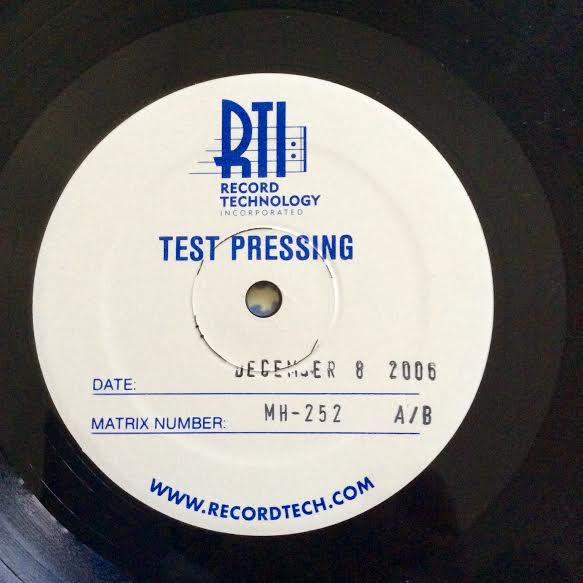 RTI
RECORD
TECHNOLOGY
INCORPORATED
TEST PRESSING
DATE: DECEMBER 8 2006
MATRIX NUMBER: MH-252 A/B
WWW.RECORDTECH.COM